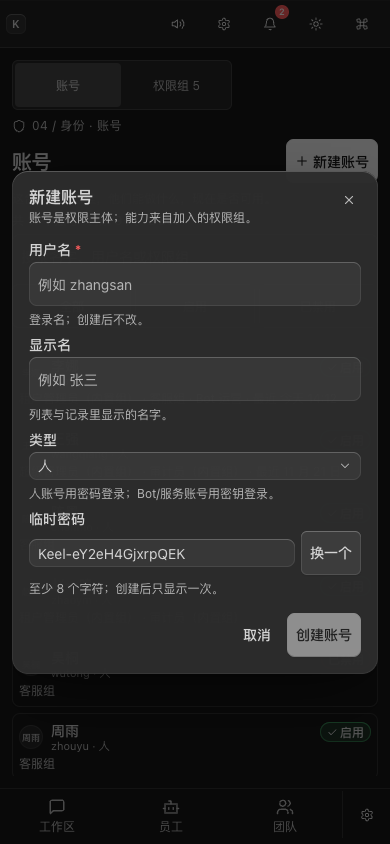 K
2
账号
权限组 5
04 / 身份 · 账号
账号
+ 新建账号
新建账号
账号是权限主体；能力来自加入的权限组。
用户名 *
例如 zhangsan
登录名；创建后不改。
显示名
例如 张三
列表与记录里显示的名字。
类型
人
人账号用密码登录；Bot/服务账号用密钥登录。
临时密码
Keel-eY2eH4GjxrpQEK
换一个
至少 8 个字符；创建后只显示一次。
取消
创建账号
客服组
周雨
周雨
启用
zhouyu · 人
客服组
工作区
员工
团队